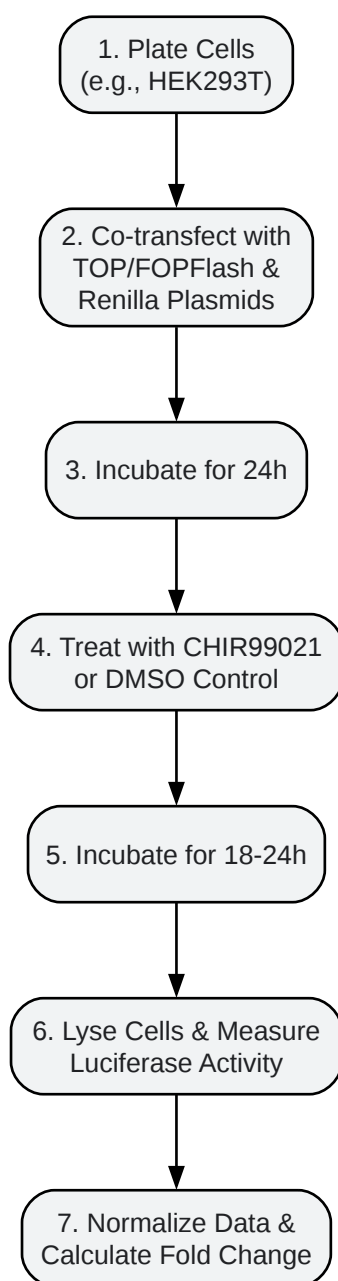 1. Plate Cells
(e.g., HEK293T)
2. Co-transfect with
TOP/FOPFlash &
Renilla Plasmids
3. Incubate for 24h
4. Treat with CHIR99021
or DMSO Control
5. Incubate for 18-24h
6. Lyse Cells & Measure
Luciferase Activity
7. Normalize Data &
Calculate Fold Change